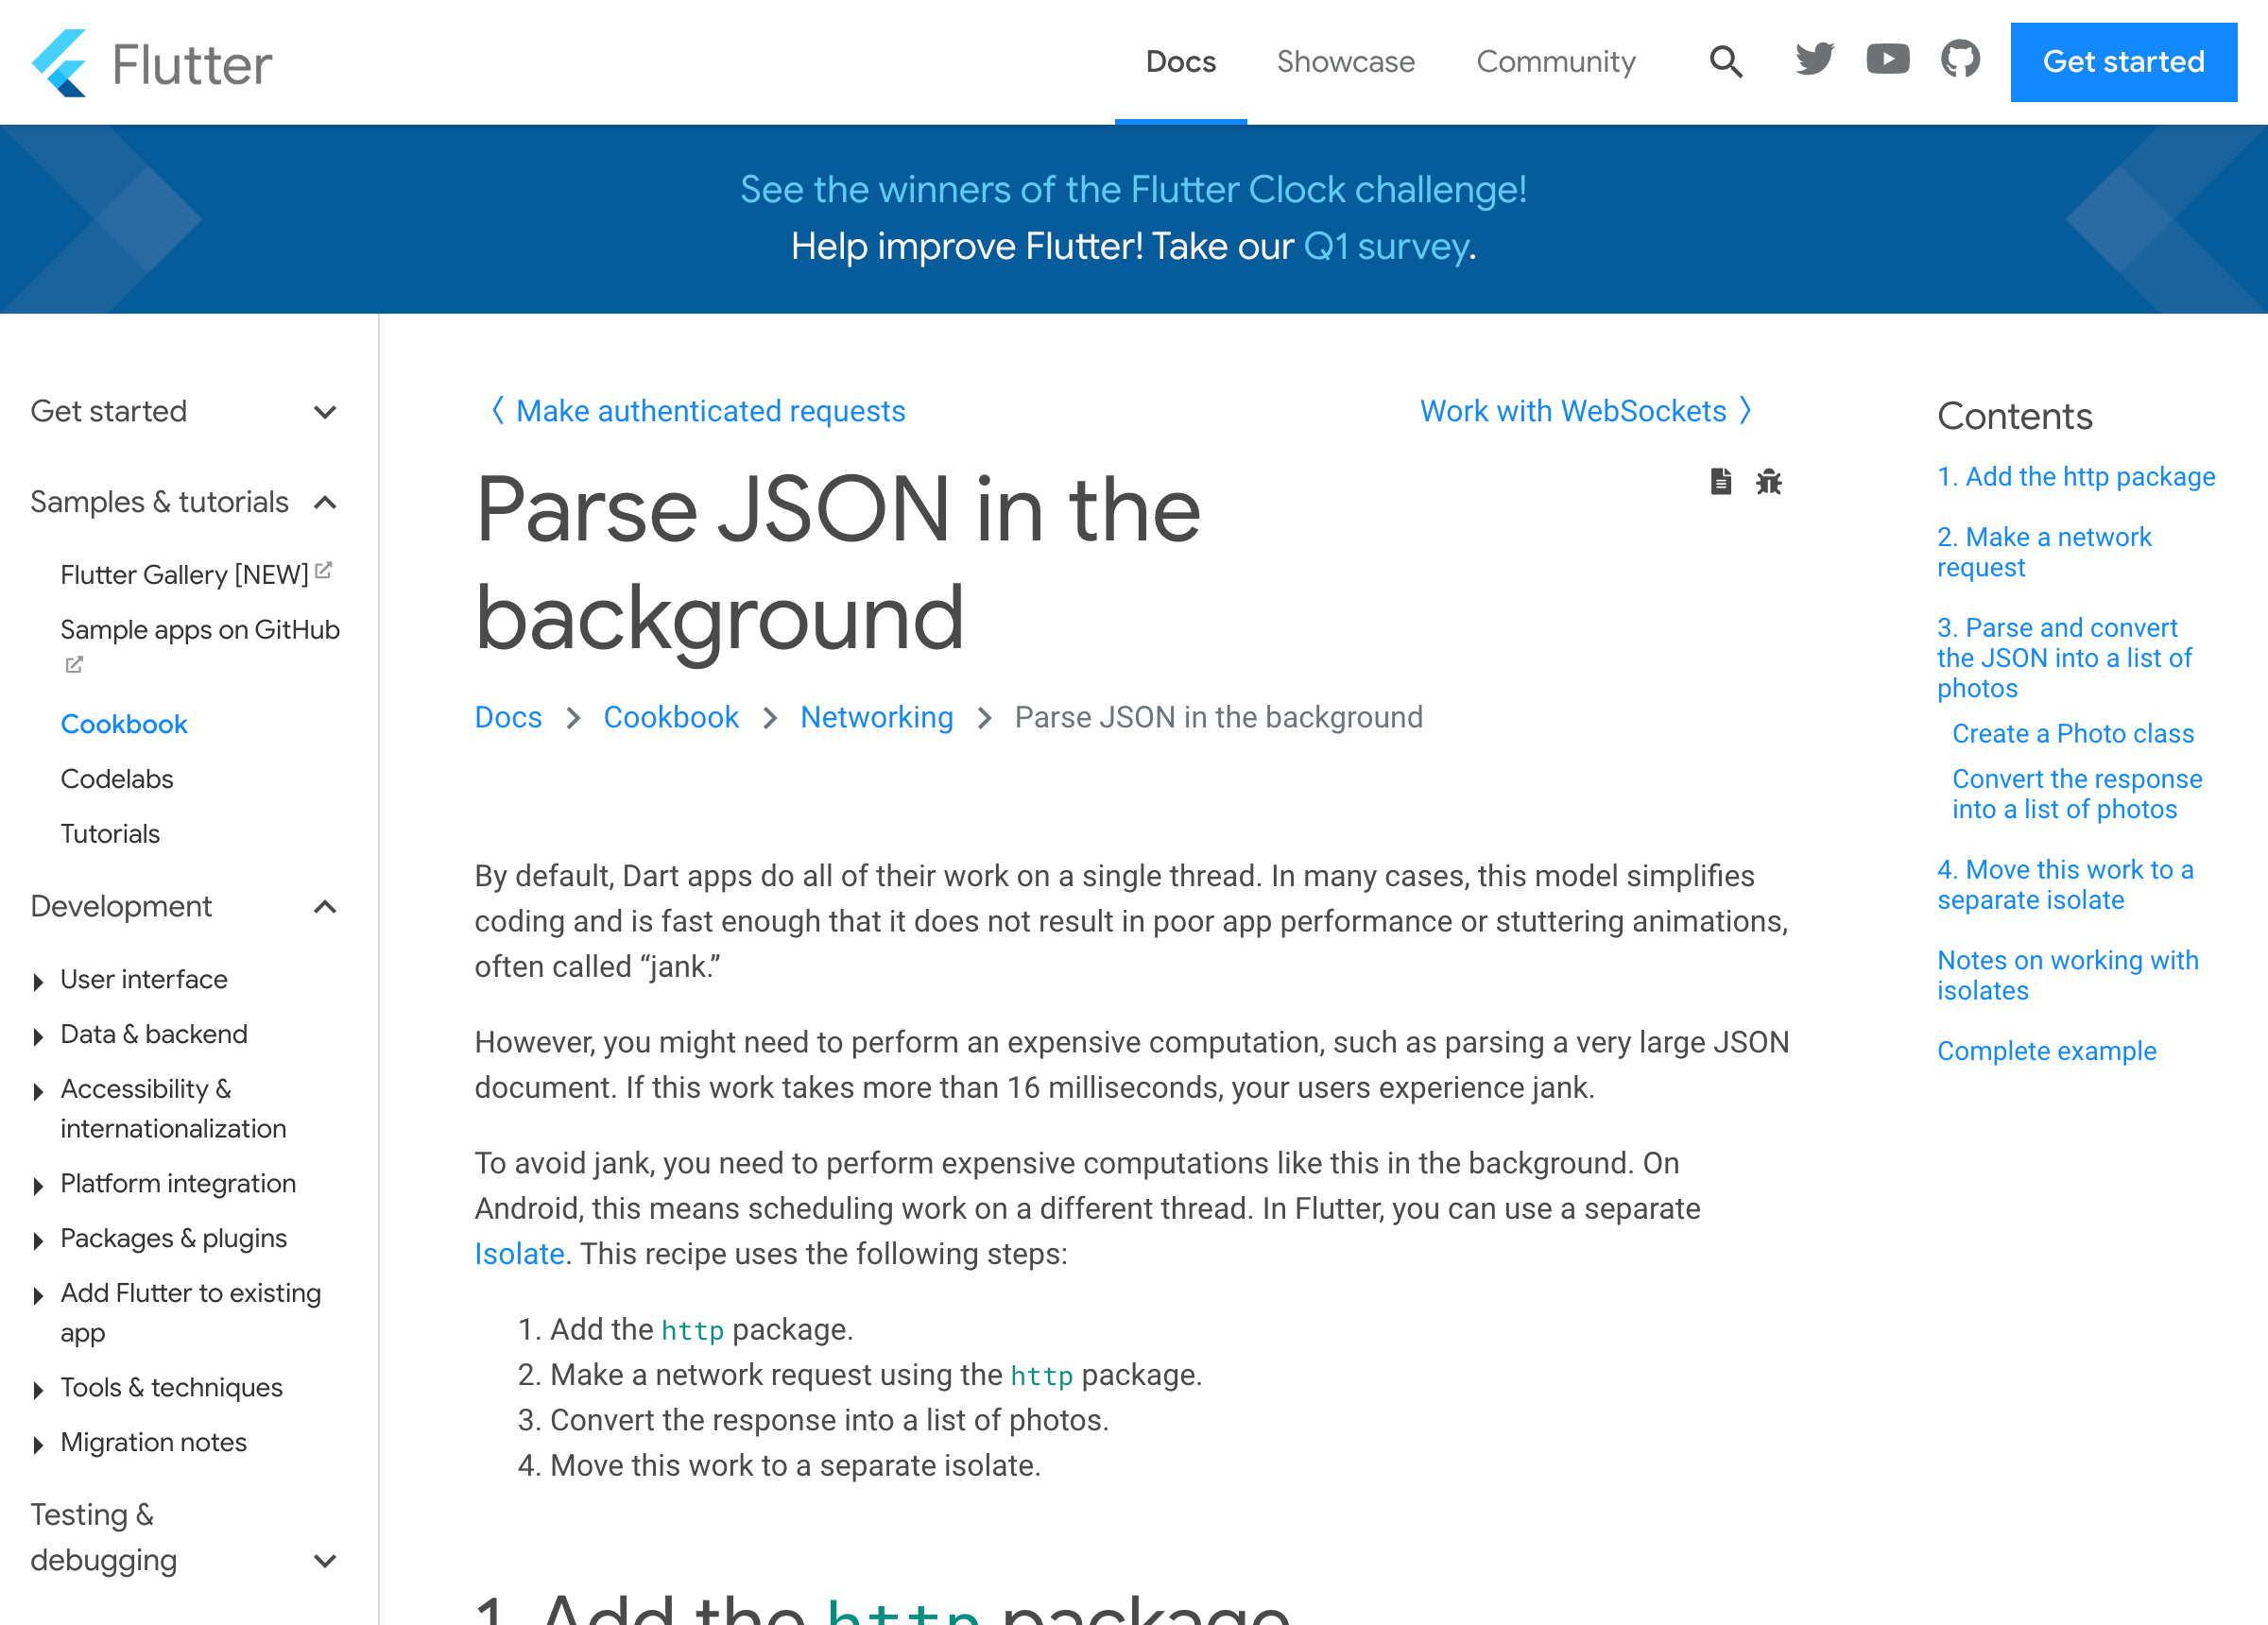 Flutter
Docs
Showcase
Community
Get started
See the winners of the Flutter Clock challenge!
Help improve Flutter! Take our Q1 survey.
Get started
Samples & tutorials
Flutter Gallery [NEW]
Sample apps on GitHub
Cookbook
Codelabs
Tutorials
Development
User interface
Data & backend
Accessibility &
internationalization
Platform integration
Packages & plugins
Add Flutter to existing
app
Tools & techniques
Migration notes
Testing &
debugging
〈 Make authenticated requests
Work with WebSockets 〉
Parse JSON in the
background
Docs
Cookbook
Networking
Parse JSON in the background
By default, Dart apps do all of their work on a single thread. In many cases, this model simplifies
coding and is fast enough that it does not result in poor app performance or stuttering animations,
often called “jank.”
However, you might need to perform an expensive computation, such as parsing a very large JSON
document. If this work takes more than 16 milliseconds, your users experience jank.
To avoid jank, you need to perform expensive computations like this in the background. On
Android, this means scheduling work on a different thread. In Flutter, you can use a separate
Isolate. This recipe uses the following steps:
1. Add the http package.
2. Make a network request using the http package.
3. Convert the response into a list of photos.
4. Move this work to a separate isolate.
1. Add the http package
Contents
1. Add the http package
2. Make a network
request
3. Parse and convert
the JSON into a list of
photos
Create a Photo class
Convert the response
into a list of photos
4. Move this work to a
separate isolate
Notes on working with
isolates
Complete example